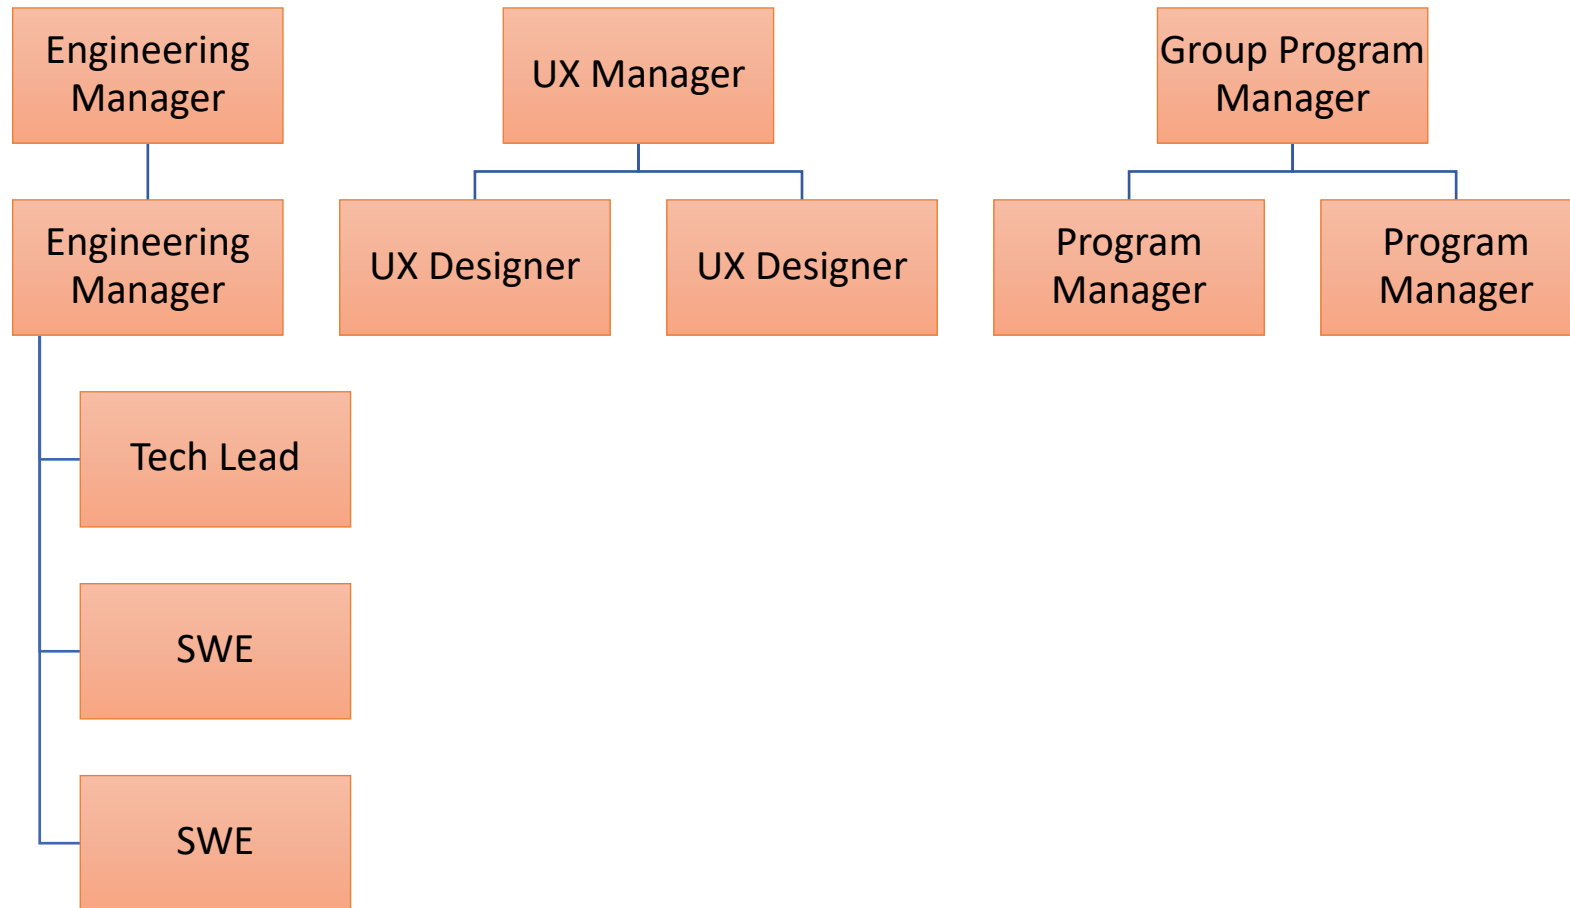 Engineering
Manager
UX Manager
Group Program
Manager
Engineering
Manager
UX Designer
UX Designer
Program
Manager
Program
Manager
Tech Lead
SWE
SWE